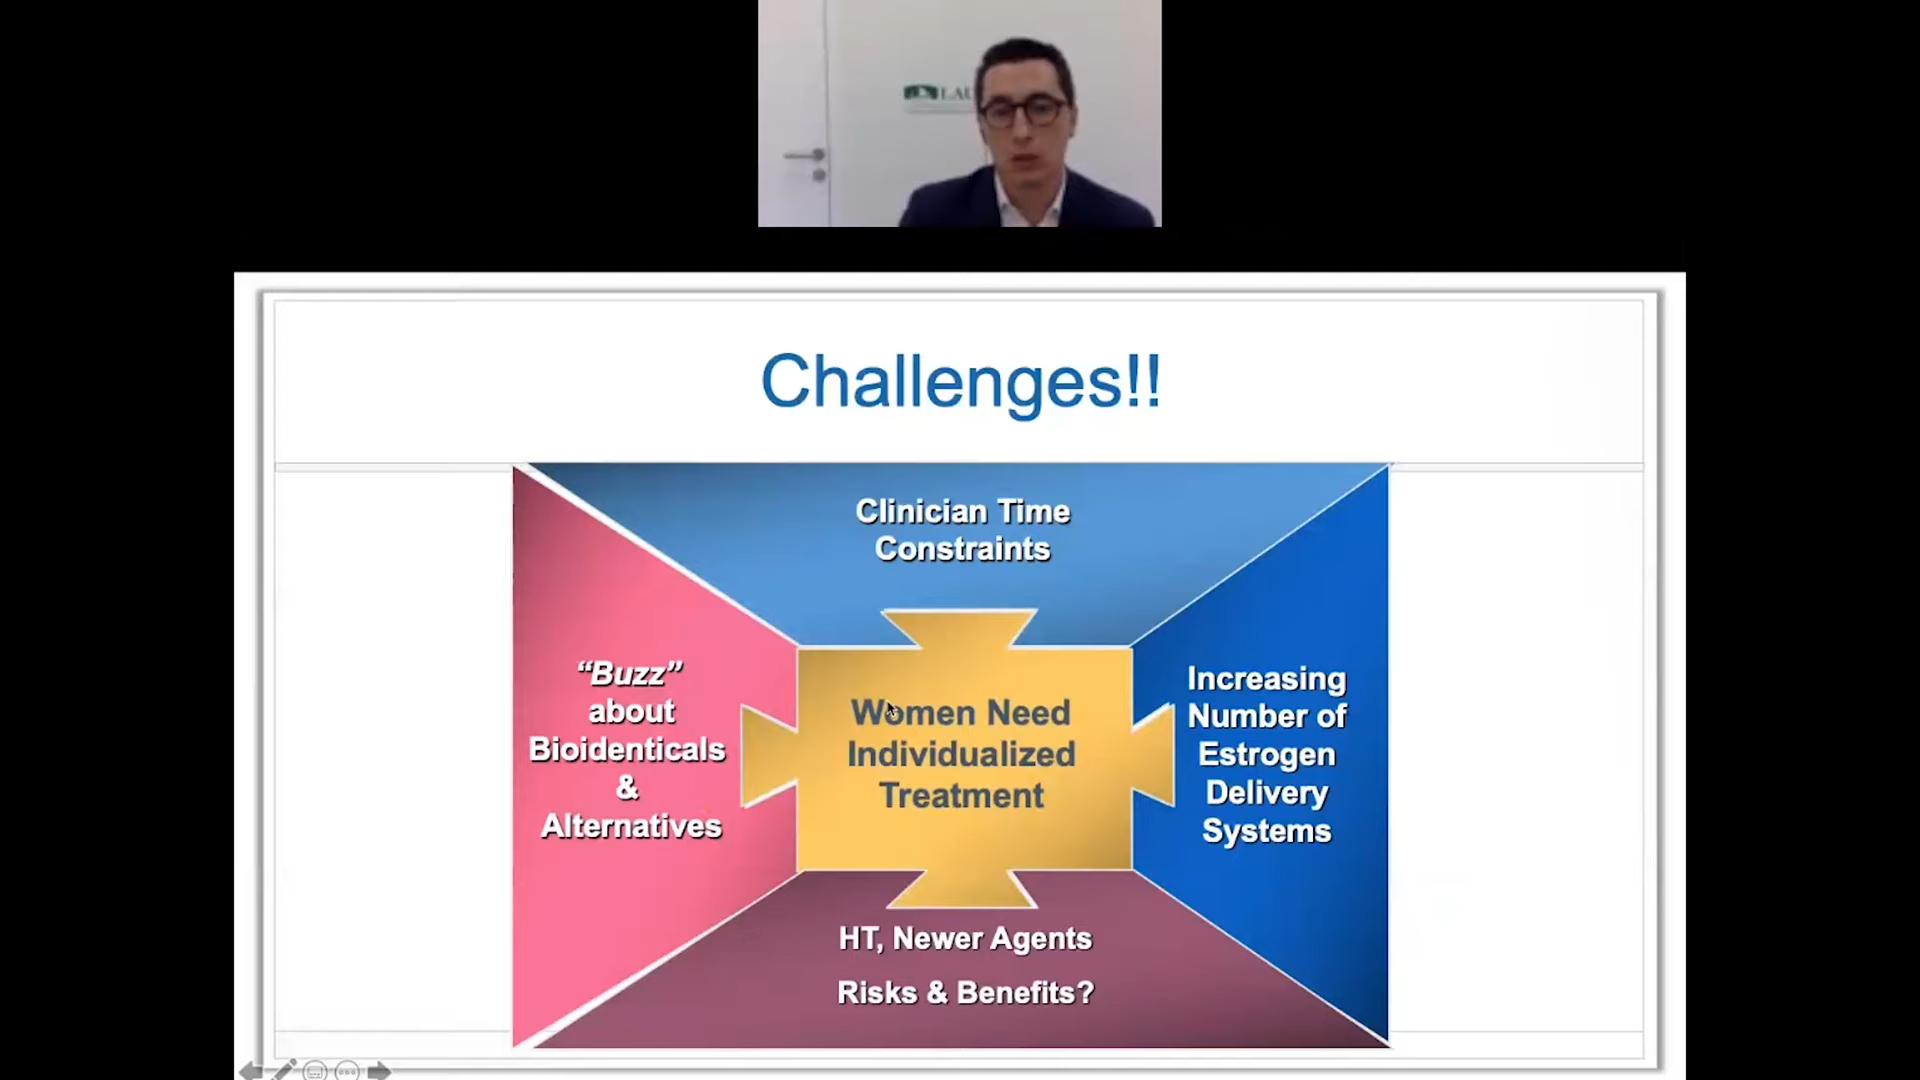 LAU
Challenges!!
Clinician Time
Constraints
“Buzz”
about
Bioidenticals
&
Alternatives
Women Need
Individualized
Treatment
Increasing
Number of
Estrogen
Delivery
Systems
HT, Newer Agents
Risks & Benefits?